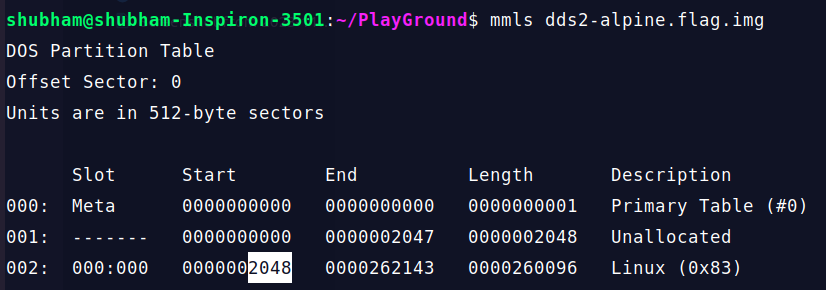 shubham@shubham-Inspiron-3501:~/PlayGround$ mmls dds2-alpine.flag.img
DOS Partition Table
Offset Sector: 0
Units are in 512-byte sectors
Slot Start End Length Description
000: Meta 0000000000 0000000000 0000000001 Primary Table (#0)
001: ------- 0000000000 0000002047 0000002048 Unallocated
002: 000:000 0000002048 0000262143 0000260096 Linux (0x83)